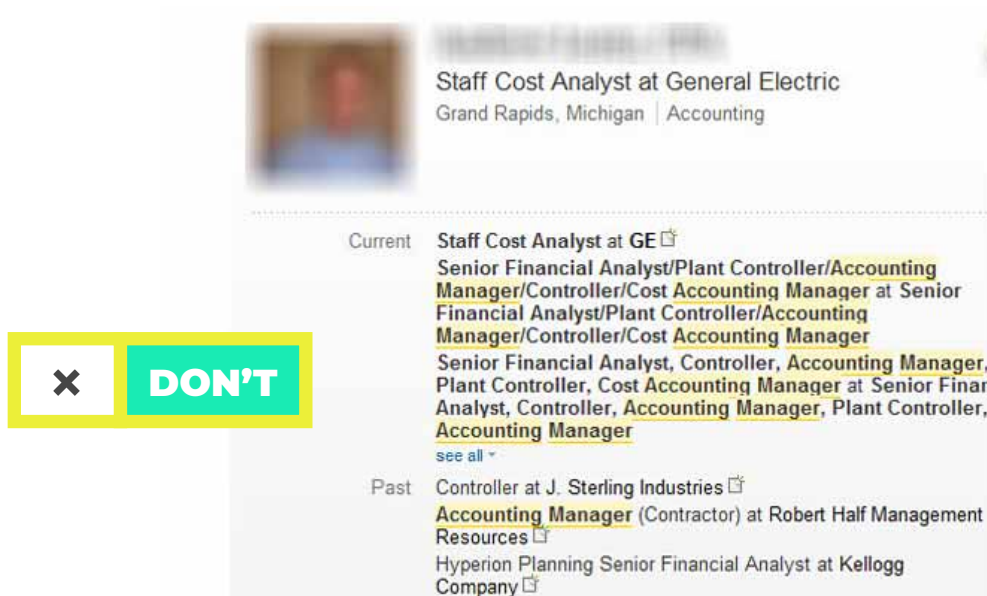 Staff Cost Analyst at General Electric
Grand Rapids, Michigan | Accounting
Current Staff Cost Analyst at GE
Senior Financial Analyst/Plant Controller/Accounting
Manager/Controller/Cost Accounting Manager at Senior
Financial Analyst/Plant Controller/Accounting
Manager/Controller/Cost Accounting Manager
Senior Financial Analyst, Controller, Accounting Manager,
Plant Controller, Cost Accounting Manager at Senior Finan
Analyst, Controller, Accounting Manager, Plant Controller,
Accounting Manager
see all
× DON'T
Past Controller at J. Sterling Industries
Accounting Manager (Contractor) at Robert Half Management
Resources
Hyperion Planning Senior Financial Analyst at Kellogg
Company